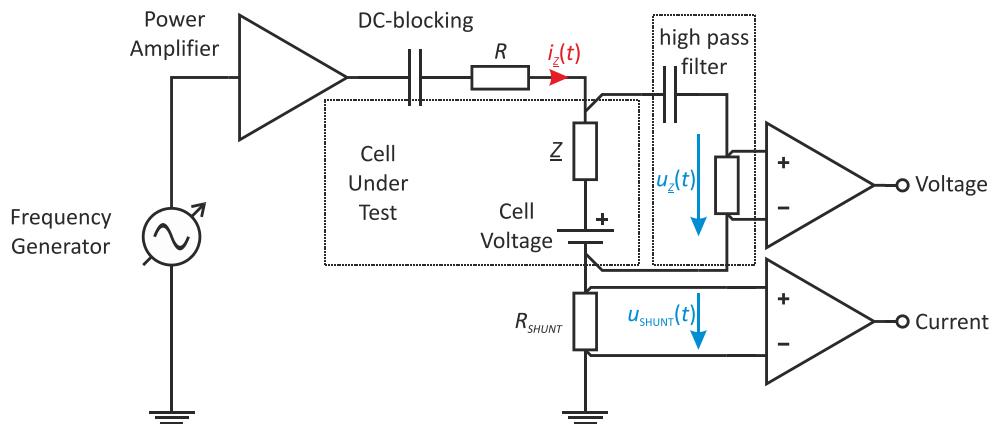 Power
Amplifier
DC-blocking
R
i_Z(t)
high pass
filter
Cell
Under
Test
Z
+
Cell
Voltage
u_Z(t)
+
−
Voltage
Frequency
Generator
R_SHUNT
u_SHUNT(t)
+
−
Current